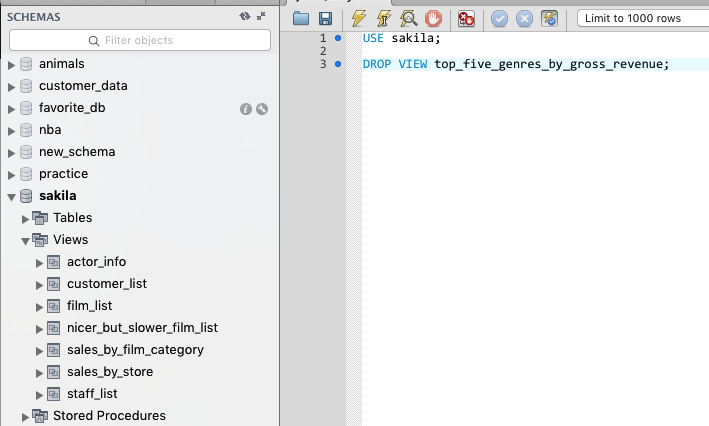 SCHEMAS
Filter objects
animals
customer_data
favorite_db
nba
new_schema
practice
sakila
Tables
Views
actor_info
customer_list
film_list
nicer_but_slower_film_list
sales_by_film_category
sales_by_store
staff_list
Stored Procedures
Limit to 1000 rows
1 USE sakila;
2
3 DROP VIEW top_five_genres_by_gross_revenue;